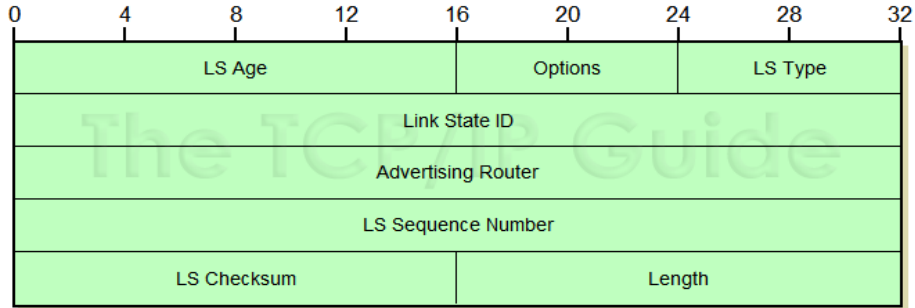 0 4 8 12 16 20 24 28 32
LS Age Options LS Type
Link State ID
The TCP/IP Guide
Advertising Router
LS Sequence Number
LS Checksum Length